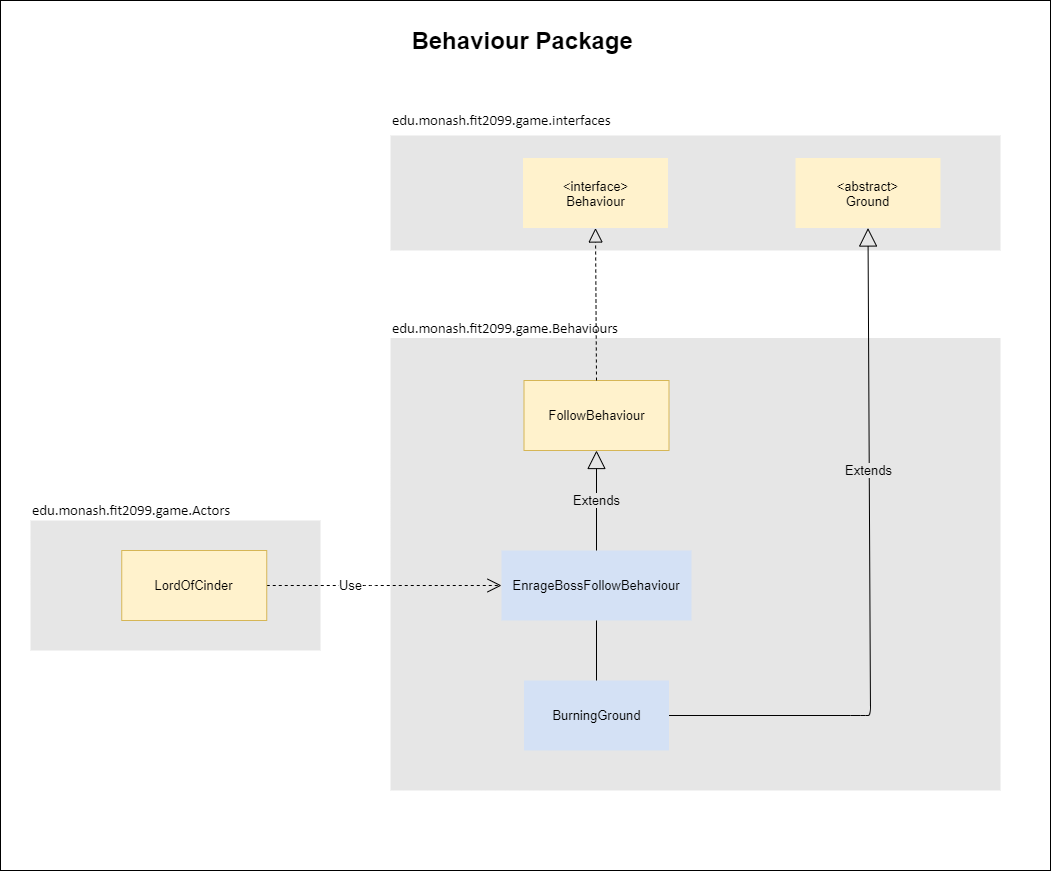 Behaviour Package
edu.monash.fit2099.game.interfaces
<interface>
Behaviour
<abstract>
Ground
edu.monash.fit2099.game.Behaviours
FollowBehaviour
Extends
Extends
edu.monash.fit2099.game.Actors
LordOfCinder
Use
EnrageBossFollowBehaviour
BurningGround